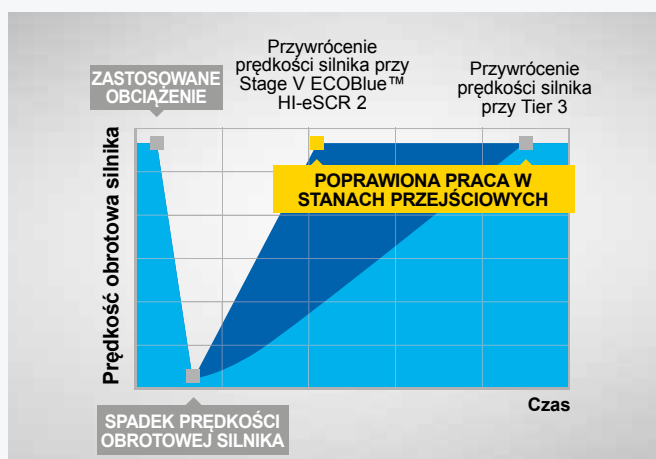 Przywrócenie
prędkości silnika przy
Stage V ECOBlue™
HI-eSCR 2
Przywrócenie
prędkości silnika
przy Tier 3
ZASTOSOWANE
OBCIĄŻENIE
POPRAWIONA PRACA W
STANACH PRZEJŚCIOWYCH
Prędkość obrotowa silnika
SPADEK PRĘDKOŚCI
OBROTOWEJ SILNIKA
Czas